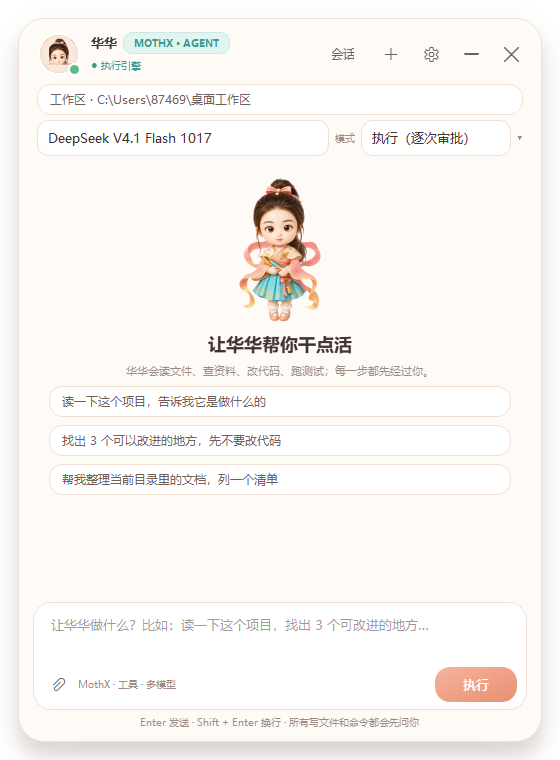 华华 MOTHX • AGENT
• 执行引擎
会话
工作区 · C:\Users\87469\桌面工作区
DeepSeek V4.1 Flash 1017
模式
执行（逐次审批）
让华华帮你干点活
华华会读文件、查资料、改代码、跑测试；每一步都先经过你。
读一下这个项目，告诉我它是做什么的
找出 3 个可以改进的地方，先不要改代码
帮我整理当前目录里的文档，列一个清单
让华华做什么？比如：读一下这个项目，找出 3 个可改进的地方...
MothX · 工具 · 多模型
执行
Enter 发送 · Shift + Enter 换行 · 所有写文件和命令都会先问你